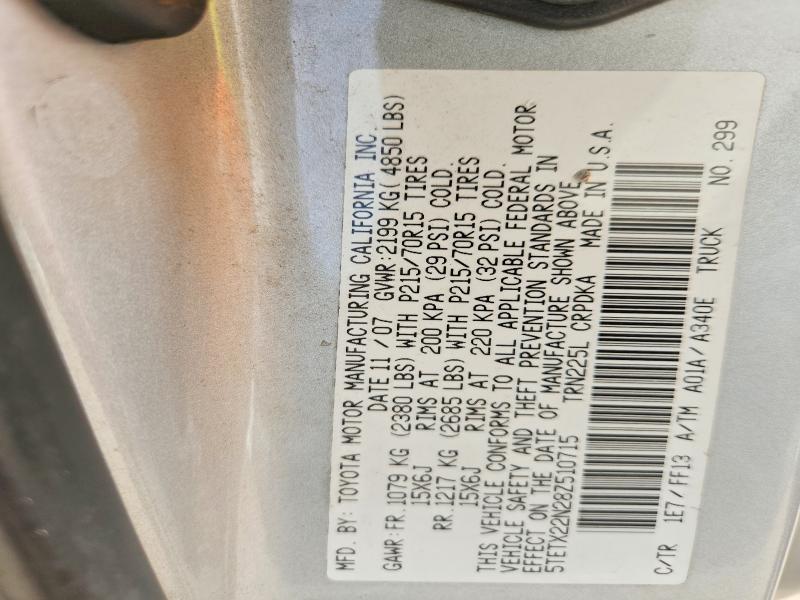 MFD. BY: TOYOTA MOTOR MANUFACTURING CALIFORNIA INC.
DATE 11 / 07 GVWR: 2199 KG ( 4850 LBS)
GAWR: FR. 1079 KG (2380 LBS) WITH P215/70R15 TIRES
15X6J RIMS AT 200 KPA (29 PSI) COLD.
RR. 1217 KG (2685 LBS) WITH P215/70R15 TIRES
15X6J RIMS AT 220 KPA (32 PSI) COLD.
THIS VEHICLE CONFORMS TO ALL APPLICABLE FEDERAL MOTOR
VEHICLE SAFETY AND THEFT PREVENTION STANDARDS IN
EFFECT ON THE DATE OF MANUFACTURE SHOWN ABOVE.
5TETX22N28Z510715 TRN225L CRPDKA MADE IN U.S.A.
C/TR 1E7 / FF13 A/TM A01A / A340E TRUCK NO. 299